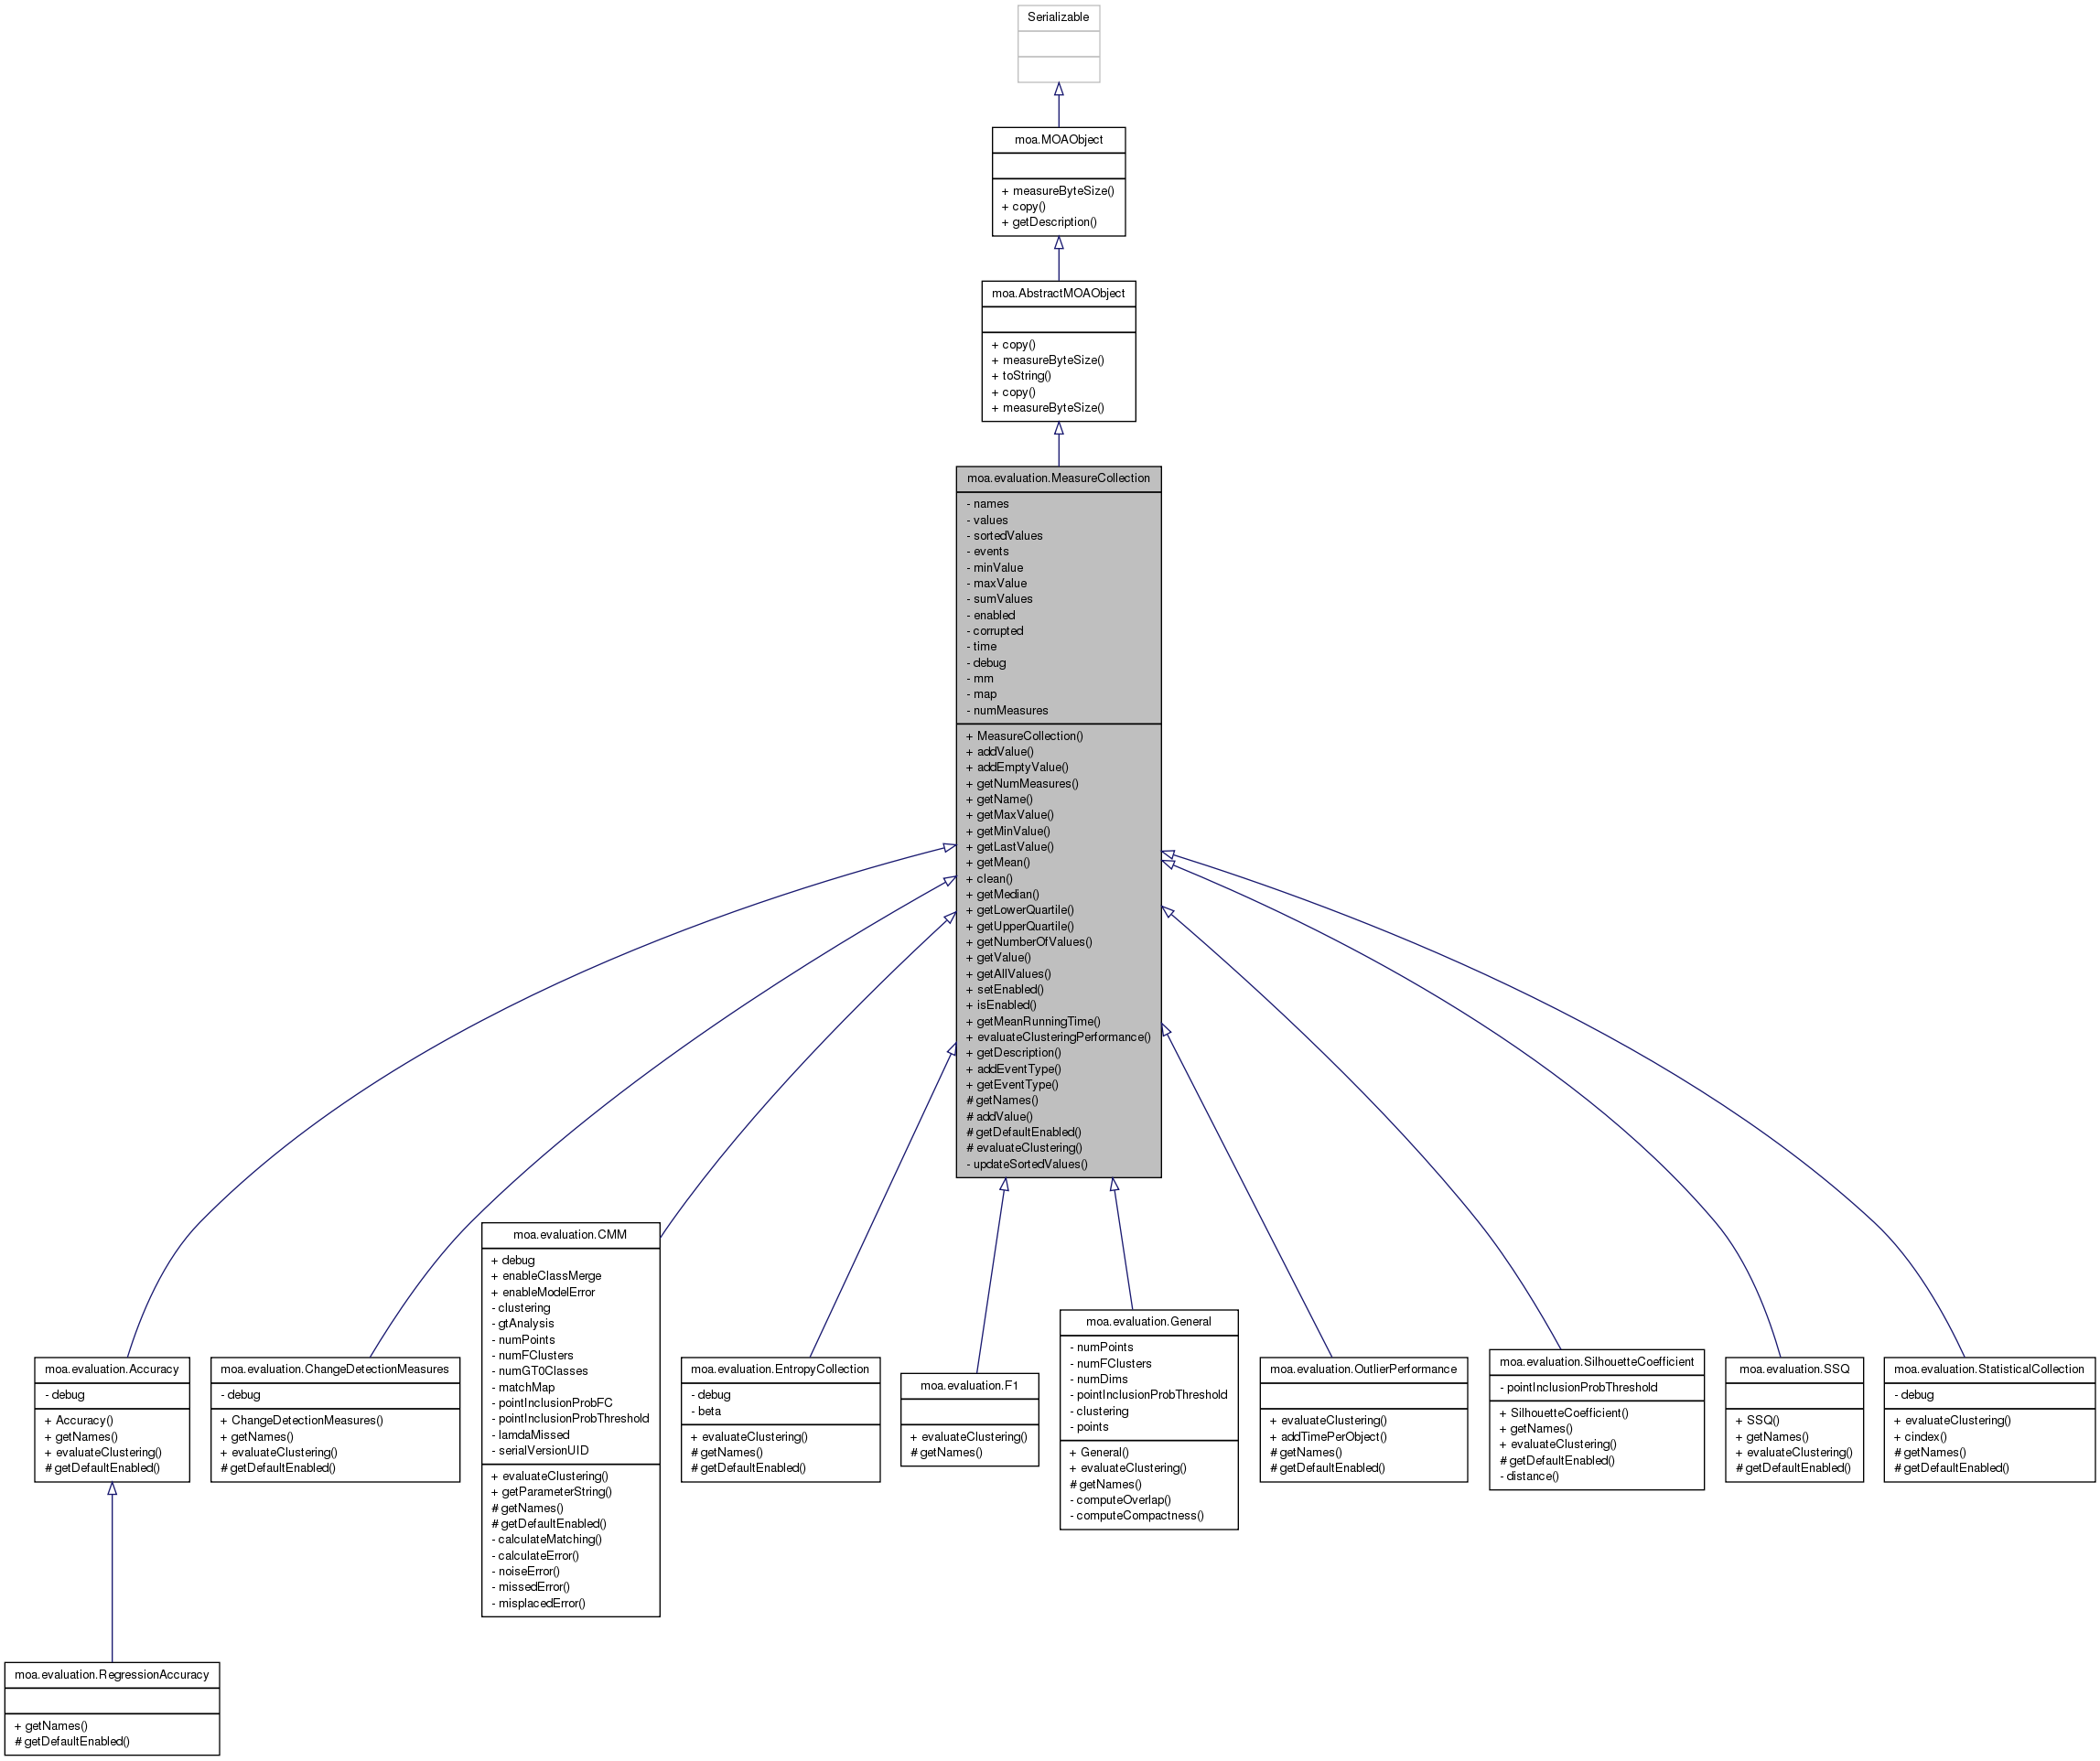 Serializable
moa.MOAObject
+ measureByteSize()
+ copy()
+ getDescription()
moa.AbstractMOAObject
+ copy()
+ measureByteSize()
+ toString()
+ copy()
+ measureByteSize()
moa.evaluation.MeasureCollection
- names
- values
- sortedValues
- events
- minValue
- maxValue
- sumValues
- enabled
- corrupted
- time
- debug
- mm
- map
- numMeasures
+ MeasureCollection()
+ addValue()
+ addEmptyValue()
+ getNumMeasures()
+ getName()
+ getMaxValue()
+ getMinValue()
+ getLastValue()
+ getMean()
+ clean()
+ getMedian()
+ getLowerQuartile()
+ getUpperQuartile()
+ getNumberOfValues()
+ getValue()
+ getAllValues()
+ setEnabled()
+ isEnabled()
+ getMeanRunningTime()
+ evaluateClusteringPerformance()
+ getDescription()
+ addEventType()
+ getEventType()
# getNames()
# addValue()
# getDefaultEnabled()
# evaluateClustering()
- updateSortedValues()
moa.evaluation.Accuracy
- debug
+ Accuracy()
+ getNames()
+ evaluateClustering()
# getDefaultEnabled()
moa.evaluation.ChangeDetectionMeasures
- debug
+ ChangeDetectionMeasures()
+ getNames()
+ evaluateClustering()
# getDefaultEnabled()
moa.evaluation.CMM
+ debug
+ enableClassMerge
+ enableModelError
- clustering
- gtAnalysis
- numPoints
- numFClusters
- numGT0Classes
- matchMap
- pointInclusionProbFC
- pointInclusionProbThreshold
- lamdaMissed
- serialVersionUID
+ evaluateClustering()
+ getParameterString()
# getNames()
# getDefaultEnabled()
- calculateMatching()
- calculateError()
- noiseError()
- missedError()
- misplacedError()
moa.evaluation.EntropyCollection
- debug
- beta
+ evaluateClustering()
# getNames()
# getDefaultEnabled()
moa.evaluation.F1
+ evaluateClustering()
# getNames()
moa.evaluation.General
- numPoints
- numFClusters
- numDims
- pointInclusionProbThreshold
- clustering
- points
+ General()
+ evaluateClustering()
# getNames()
- computeOverlap()
- computeCompactness()
moa.evaluation.OutlierPerformance
+ evaluateClustering()
+ addTimePerObject()
# getNames()
# getDefaultEnabled()
moa.evaluation.SilhouetteCoefficient
- pointInclusionProbThreshold
+ SilhouetteCoefficient()
+ getNames()
+ evaluateClustering()
# getDefaultEnabled()
- distance()
moa.evaluation.SSQ
+ SSQ()
+ getNames()
+ evaluateClustering()
# getDefaultEnabled()
moa.evaluation.StatisticalCollection
- debug
+ evaluateClustering()
+ cindex()
# getNames()
# getDefaultEnabled()
moa.evaluation.RegressionAccuracy
+ getNames()
# getDefaultEnabled()